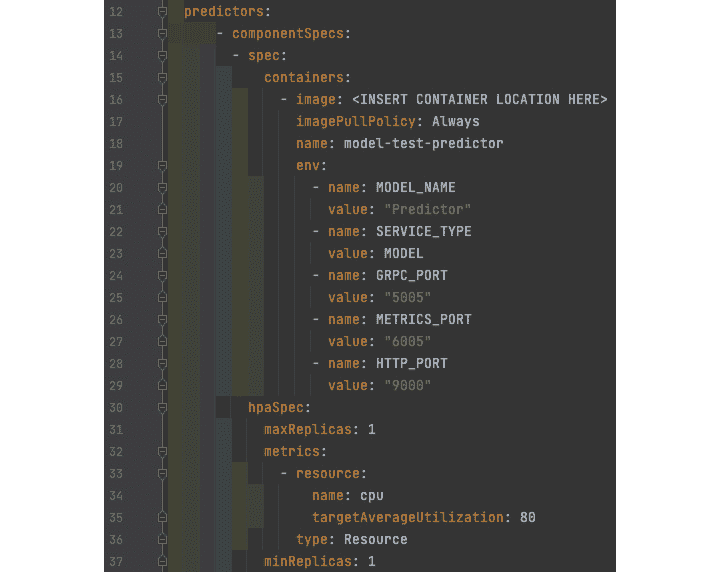 12 predictors:
13 - componentSpecs:
14 - spec:
15 containers:
16 - image: <INSERT CONTAINER LOCATION HERE>
17 imagePullPolicy: Always
18 name: model-test-predictor
19 env:
20 - name: MODEL_NAME
21 value: "Predictor"
22 - name: SERVICE_TYPE
23 value: MODEL
24 - name: GRPC_PORT
25 value: "5005"
26 - name: METRICS_PORT
27 value: "6005"
28 - name: HTTP_PORT
29 value: "9000"
30 hpaSpec:
31 maxReplicas: 1
32 metrics:
33 - resource:
34 name: cpu
35 targetAverageUtilization: 80
36 type: Resource
37 minReplicas: 1